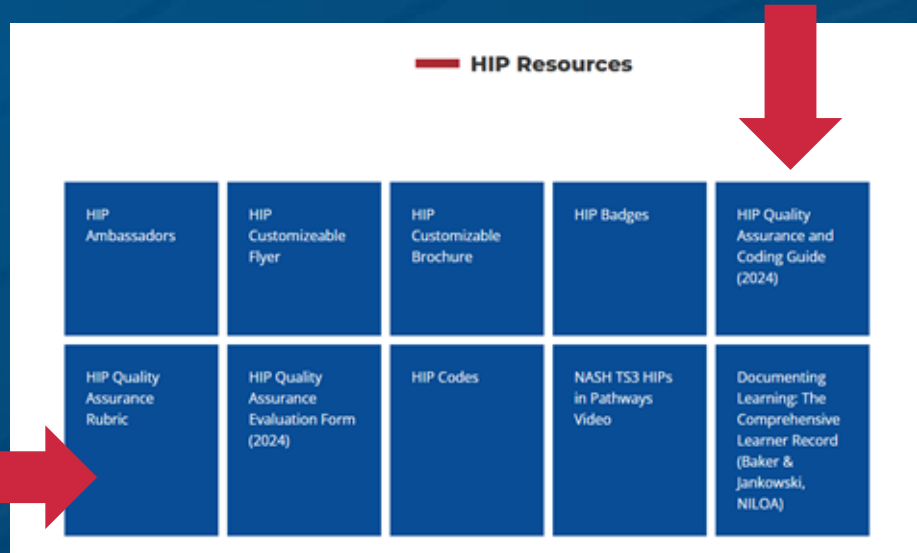 HIP Resources
HIP
Ambassadors
HIP
Customizeable
Flyer
HIP
Customizable
Brochure
HIP Badges
HIP Quality
Assurance and
Coding Guide
(2024)
HIP Quality
Assurance
Rubric
HIP Quality
Assurance
Evaluation Form
(2024)
HIP Codes
NASH TS3 HIPs
in Pathways
Video
Documenting
Learning: The
Comprehensive
Learner Record
(Baker &
Jankowski,
NILOA)